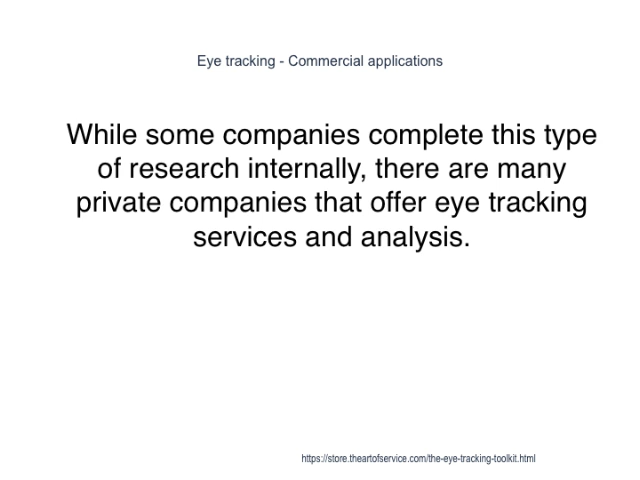 Eye tracking - Commercial applications
While some companies complete this type
of research internally, there are many
private companies that offer eye tracking
services and analysis.
https://store.theartofservice.com/the-eye-tracking-toolkit.html